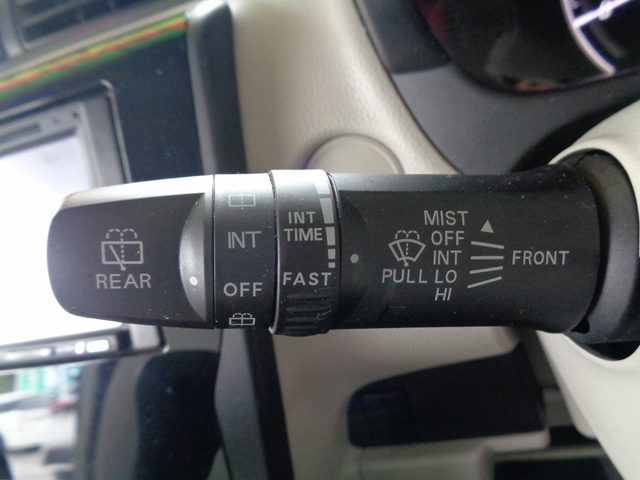 REAR
INT
OFF
INT
TIME
FAST
PULL
MIST
OFF
INT
LO
HI
FRONT